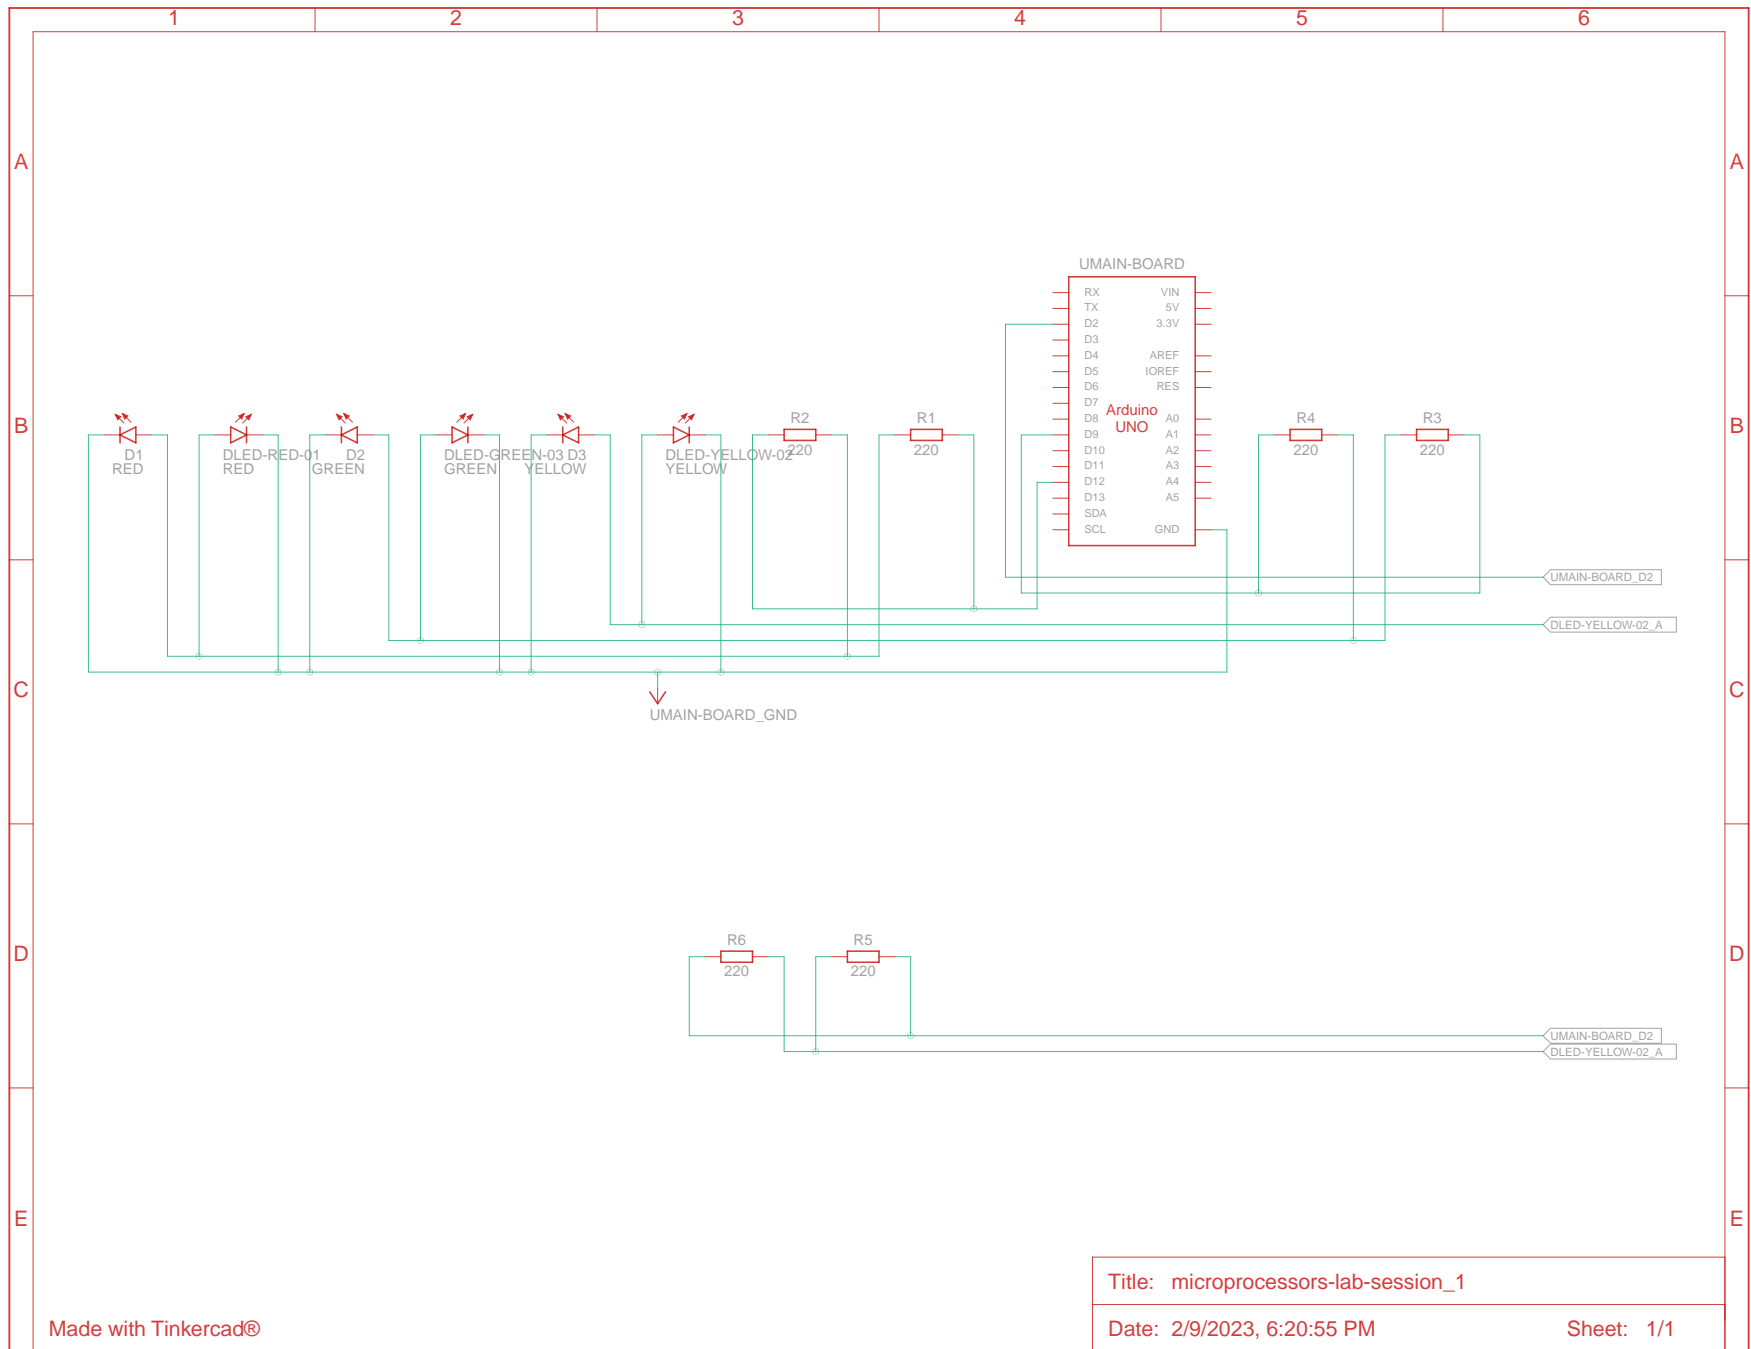 1 2 3 4 5 6
A A
UMAIN-BOARD
RX VIN
TX 5V
D2 3.3V
D3
D4 AREF
D5 IOREF
D6 RES
D7
D8 A0
Arduino
UNO
D9 A1
D10 A2
D11 A3
D12 A4
D13 A5
SDA
SCL GND
B B
R2 R1 R4 R3
220 220 220 220
D1 DLED-RED-01 D2 DLED-GREEN-03 D3 DLED-YELLOW-02
RED RED GREEN GREEN YELLOW YELLOW
UMAIN-BOARD_D2
DLED-YELLOW-02_A
C C
UMAIN-BOARD_GND
D D
R6 R5
220 220
UMAIN-BOARD_D2
DLED-YELLOW-02_A
E E
Title: microprocessors-lab-session_1
Made with Tinkercad®
Date: 2/9/2023, 6:20:55 PM Sheet: 1/1